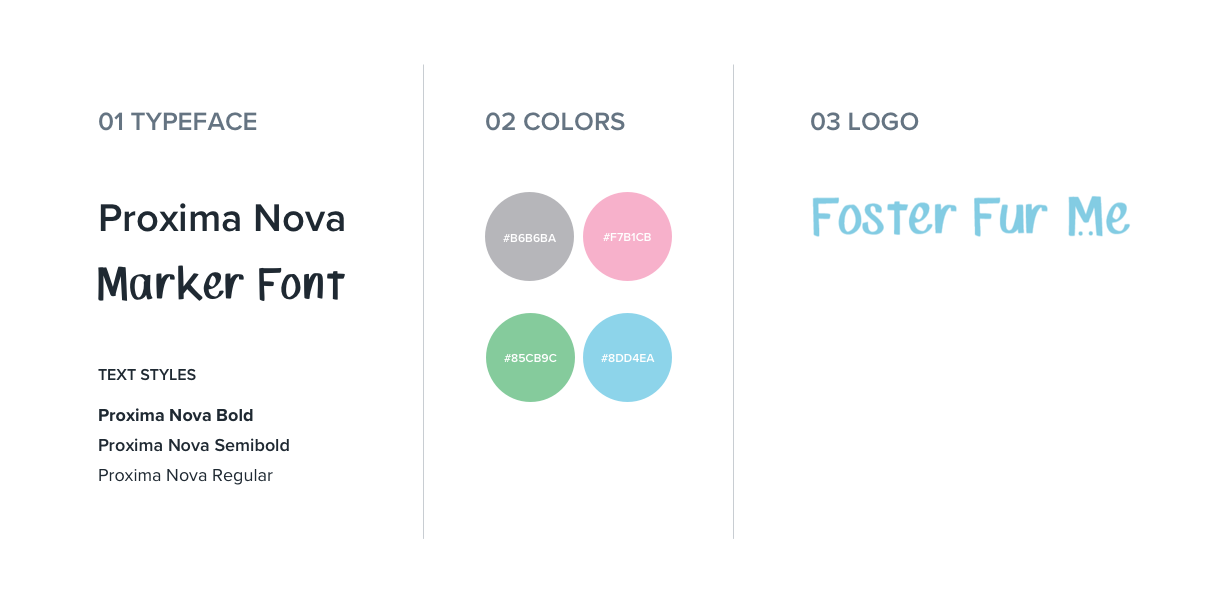 01 TYPEFACE
Proxima Nova
Marker Font
TEXT STYLES
Proxima Nova Bold
Proxima Nova Semibold
Proxima Nova Regular
02 COLORS
#B6B6BA
#F7B1CB
#85CB9C
#8DD4EA
03 LOGO
Foster Fur Me